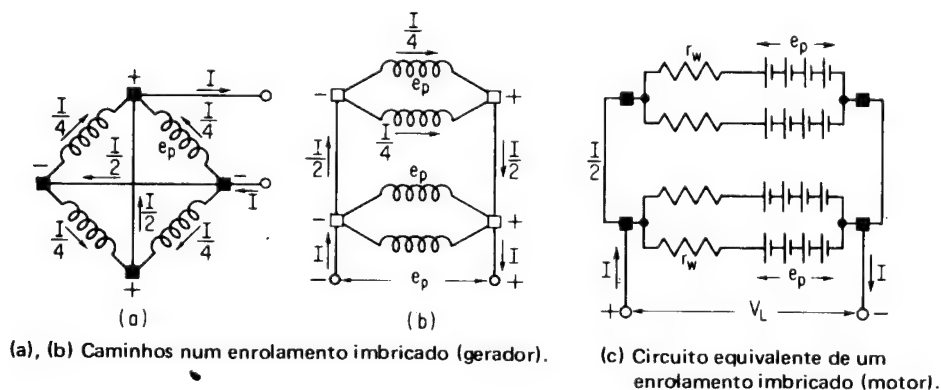 +
I
I/4
I/4
e_p
I/2
−
−
I/2
I
I/4
I/4
+
(a)
I/4
e_p
−
+
I/4
I/2
I/2
e_p
−
+
I
I
−
e_p
+
(b)
r_w
e_p
I/2
r_w
e_p
I
I
+
V_L
−
(a), (b) Caminhos num enrolamento imbricado (gerador).
(c) Circuito equivalente de um
enrolamento imbricado (motor).